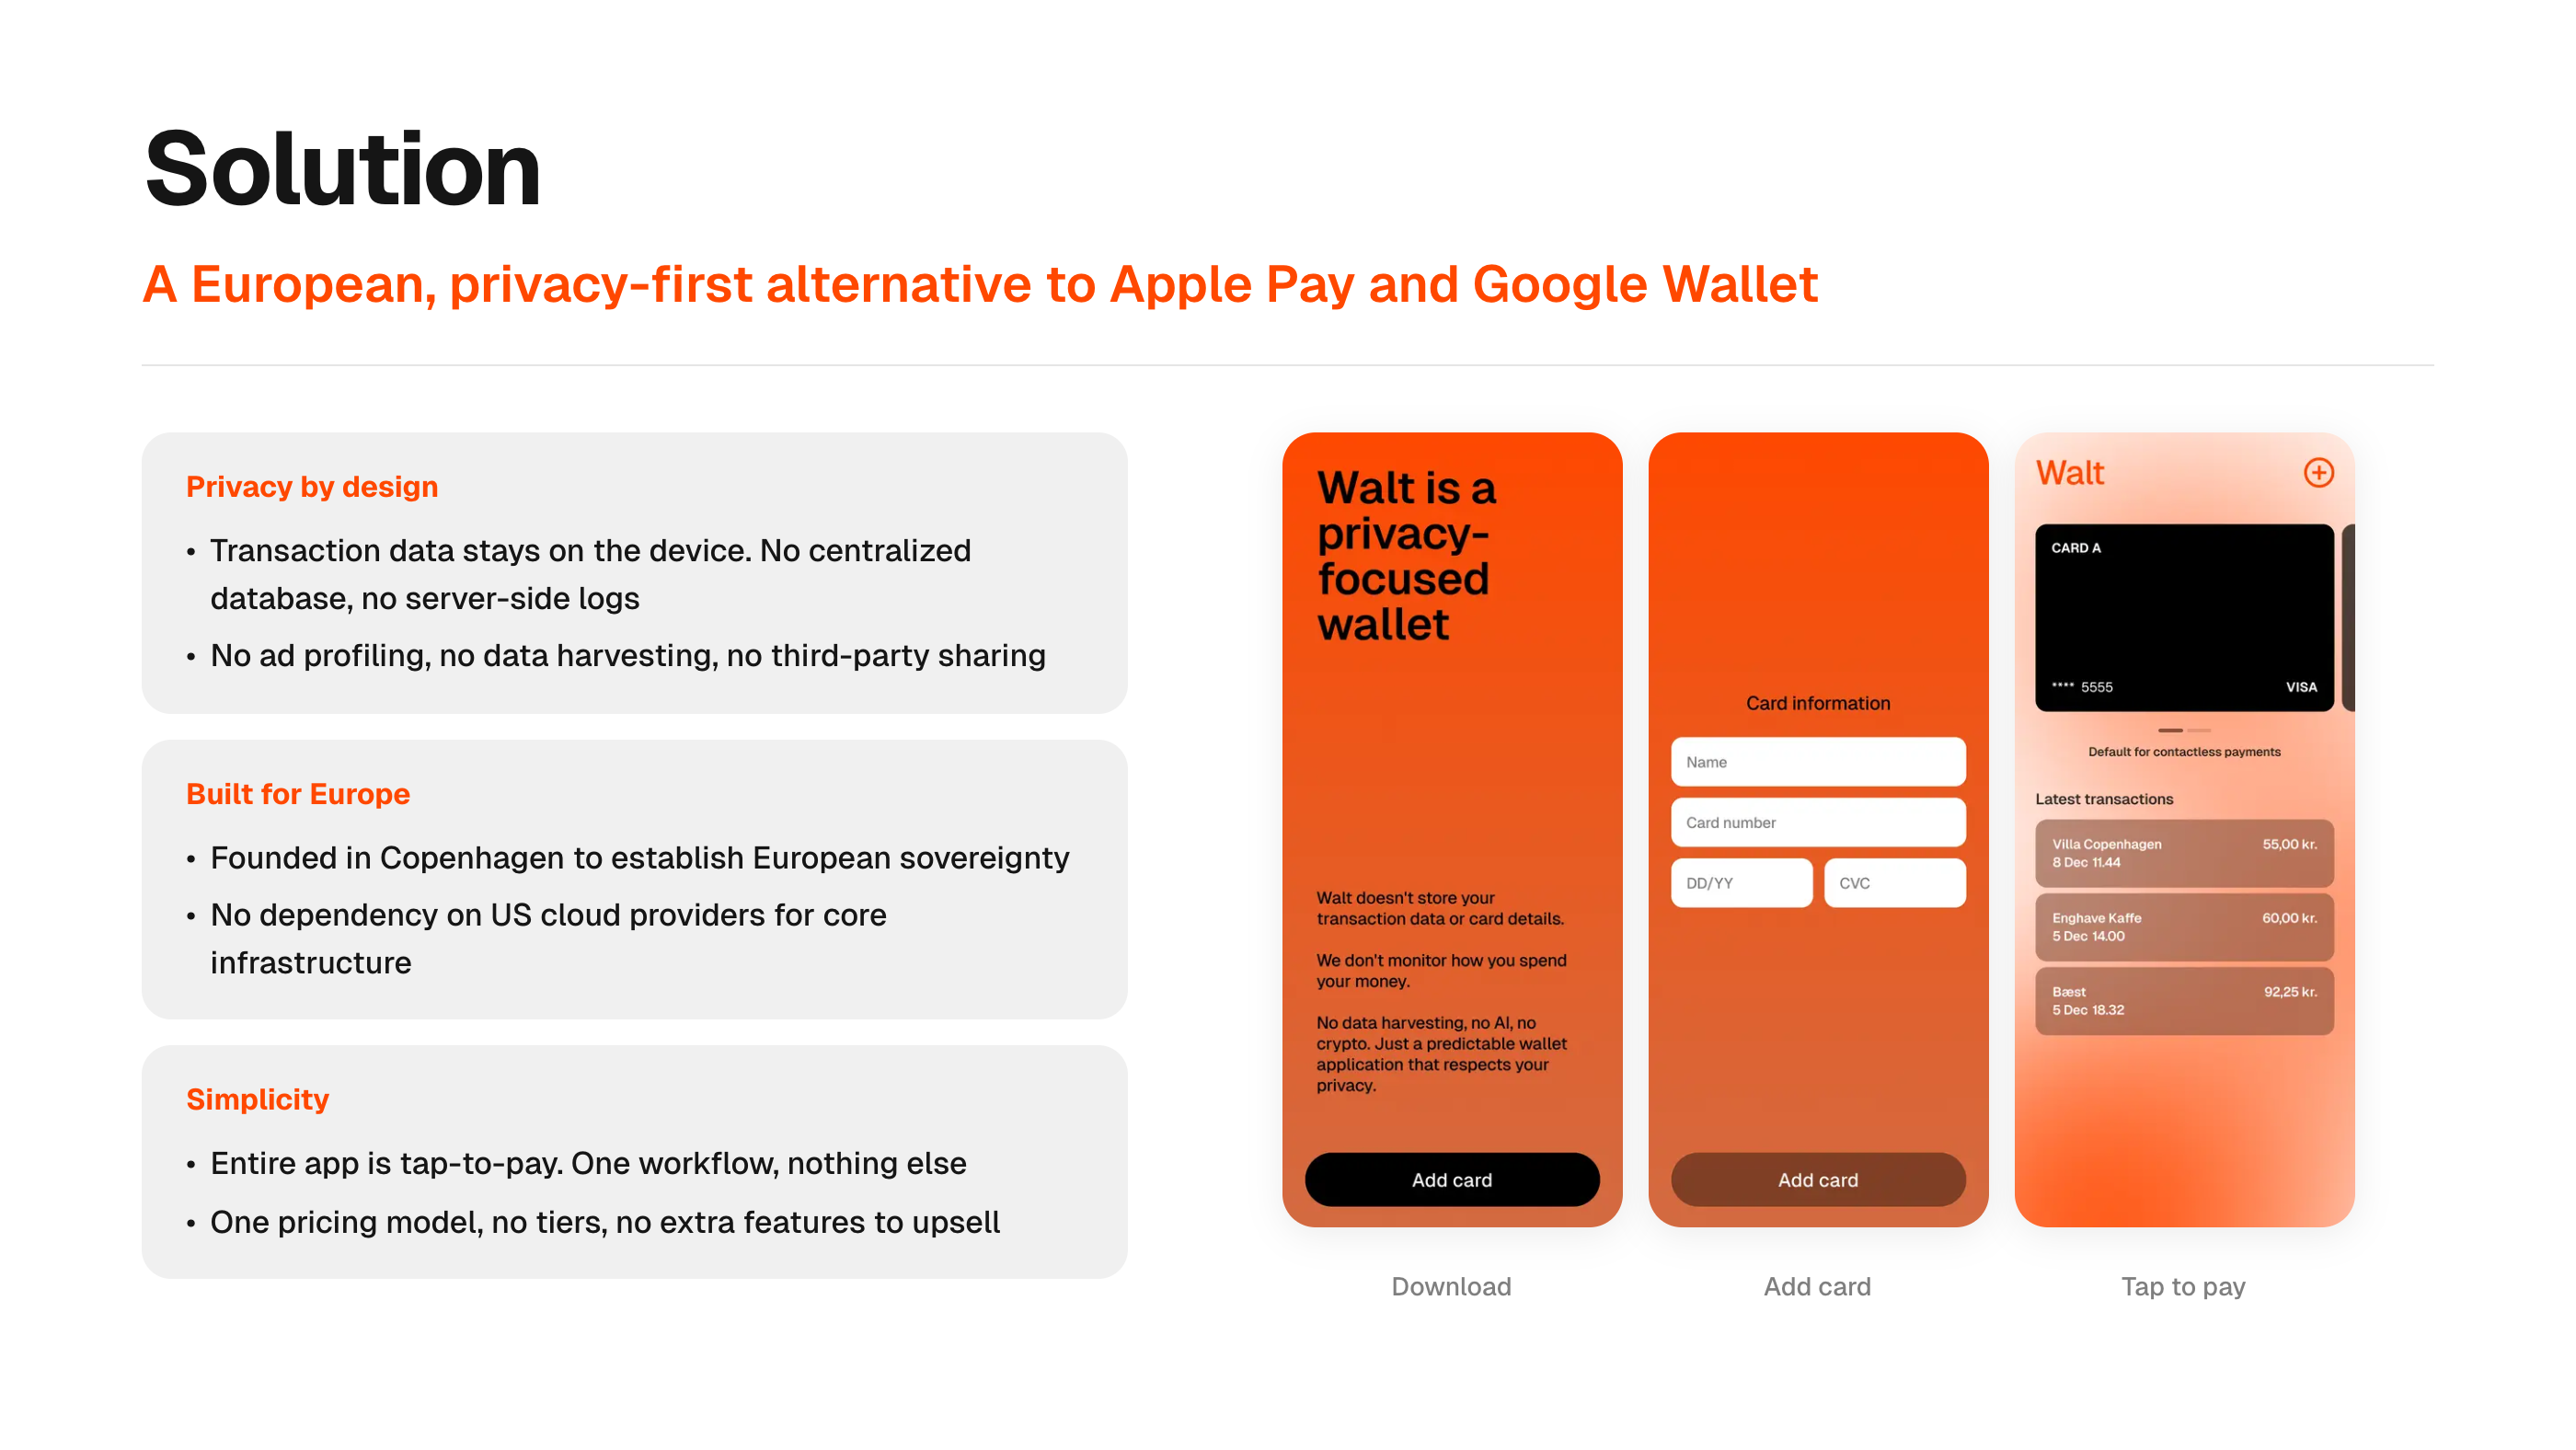 Solution
A European, privacy-first alternative to Apple Pay and Google Wallet
Privacy by design
• Transaction data stays on the device. No centralized
database, no server-side logs
• No ad profiling, no data harvesting, no third-party sharing
Built for Europe
• Founded in Copenhagen to establish European sovereignty
• No dependency on US cloud providers for core
infrastructure
Simplicity
• Entire app is tap-to-pay. One workflow, nothing else
• One pricing model, no tiers, no extra features to upsell
Walt is a
privacy-
focused
wallet
Walt doesn't store your
transaction data or card details.
We don't monitor how you spend
your money.
No data harvesting, no AI, no
crypto. Just a predictable wallet
application that respects your
privacy.
Add card
Download
Card information
Name
Card number
DD/YY CVC
Add card
Add card
Walt
CARD A
**** 5555 VISA
Default for contactless payments
Latest transactions
Villa Copenhagen 55,00 kr.
8 Dec 11.44
Enghave Kaffe 60,00 kr.
5 Dec 14.00
Bæst 92,25 kr.
5 Dec 18.32
Tap to pay